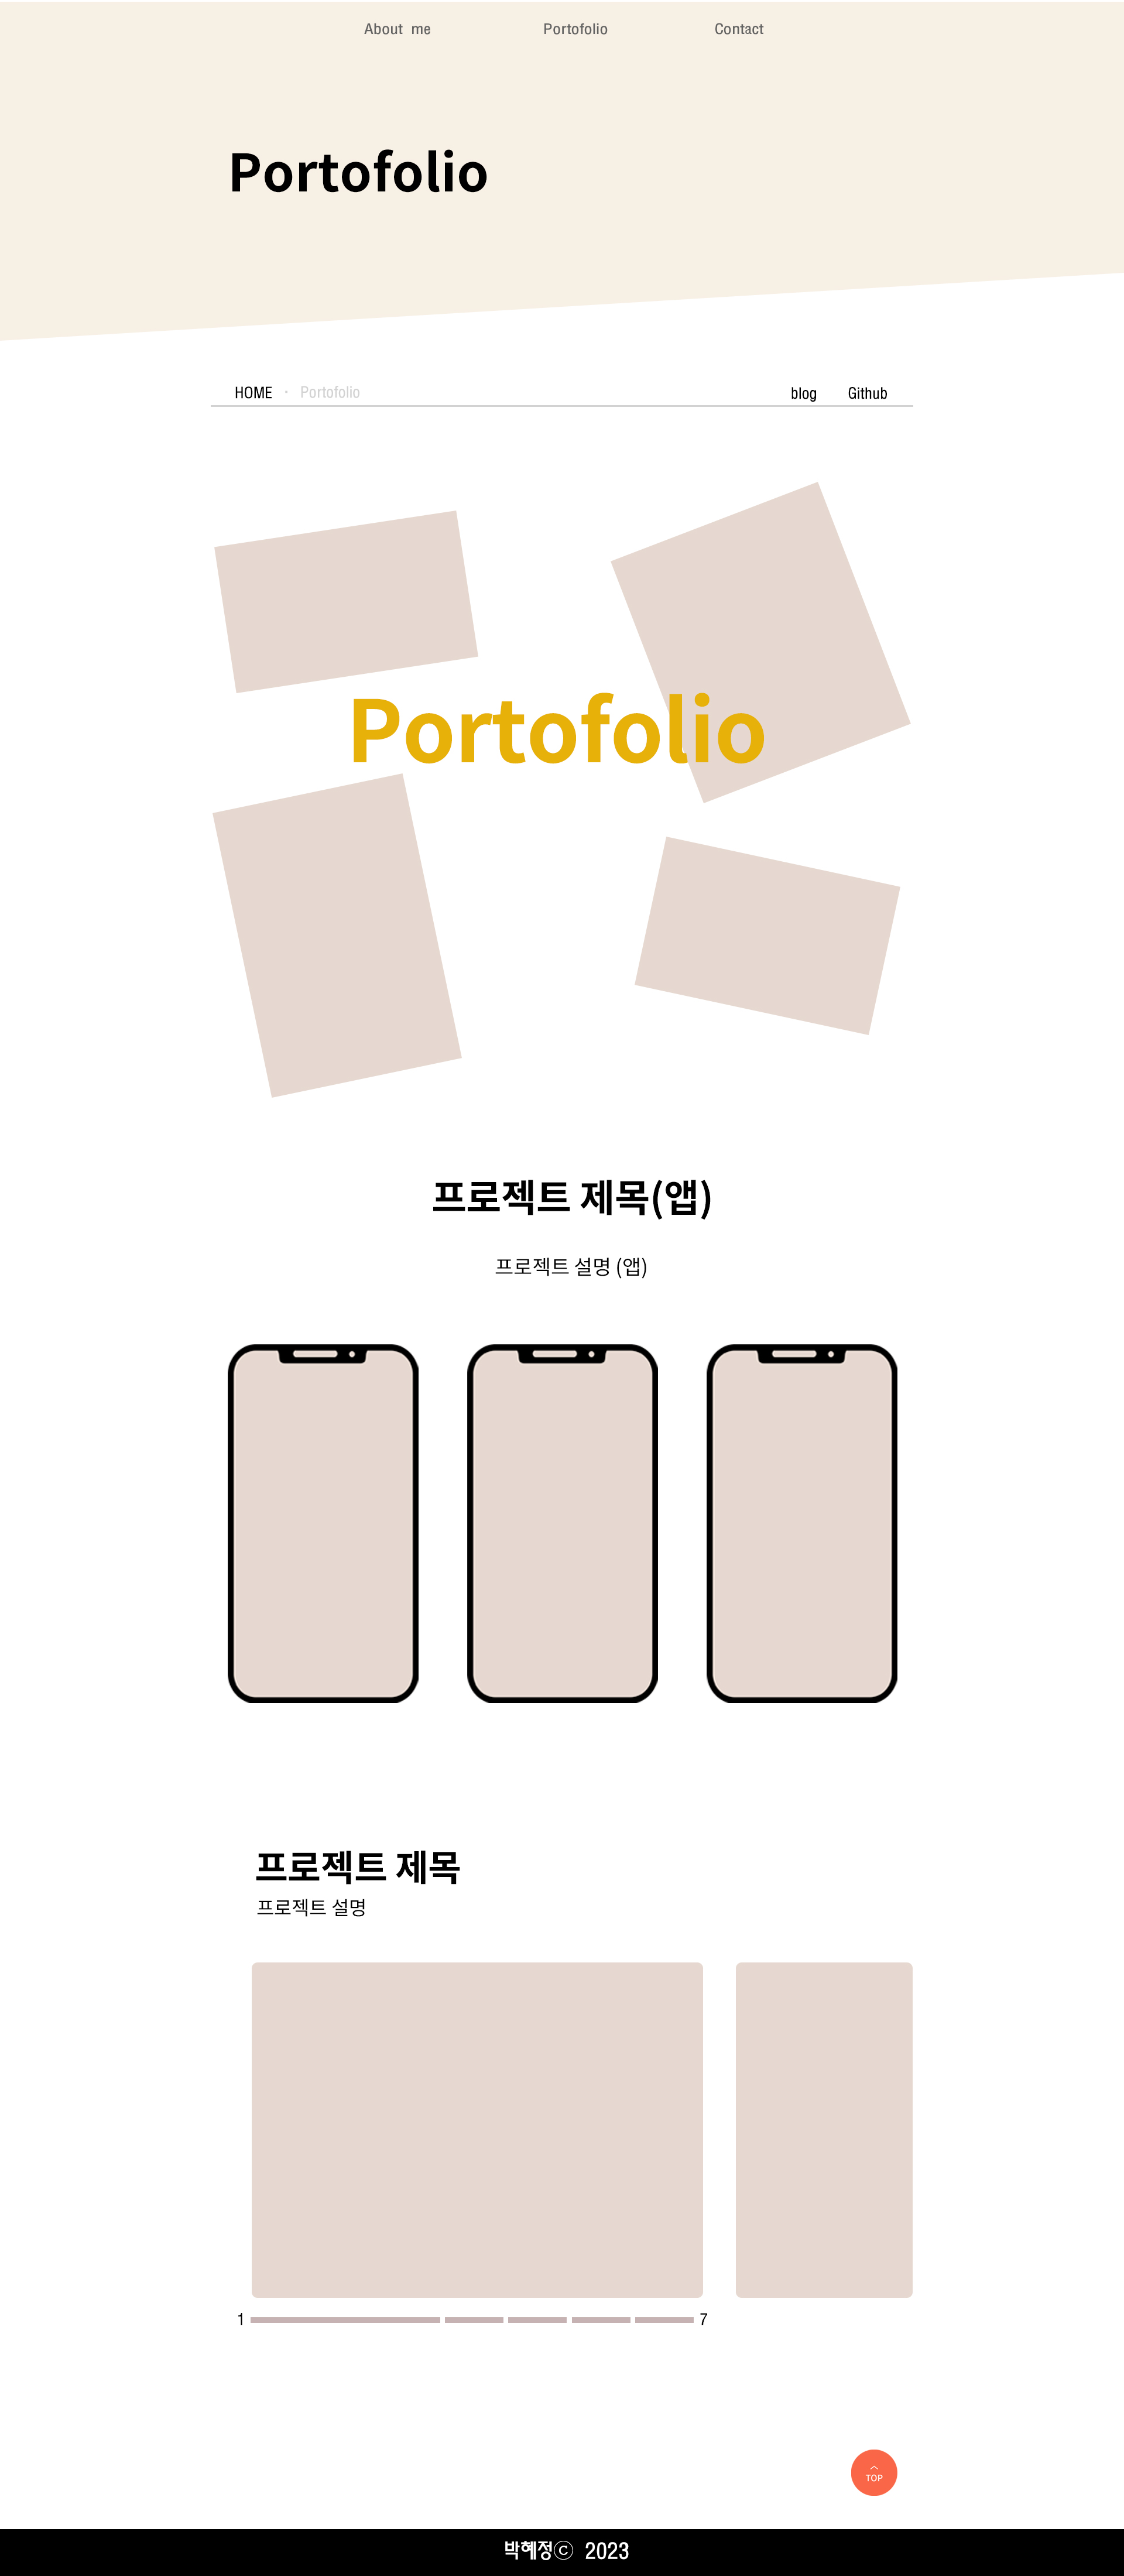 About me Portofolio Contact
Portofolio
HOME · Portofolio blog Github
Portofolio
프로젝트 제목(앱)
프로젝트 설명 (앱)
프로젝트 제목
프로젝트 설명
1 7
TOP
박혜정ⓒ 2023